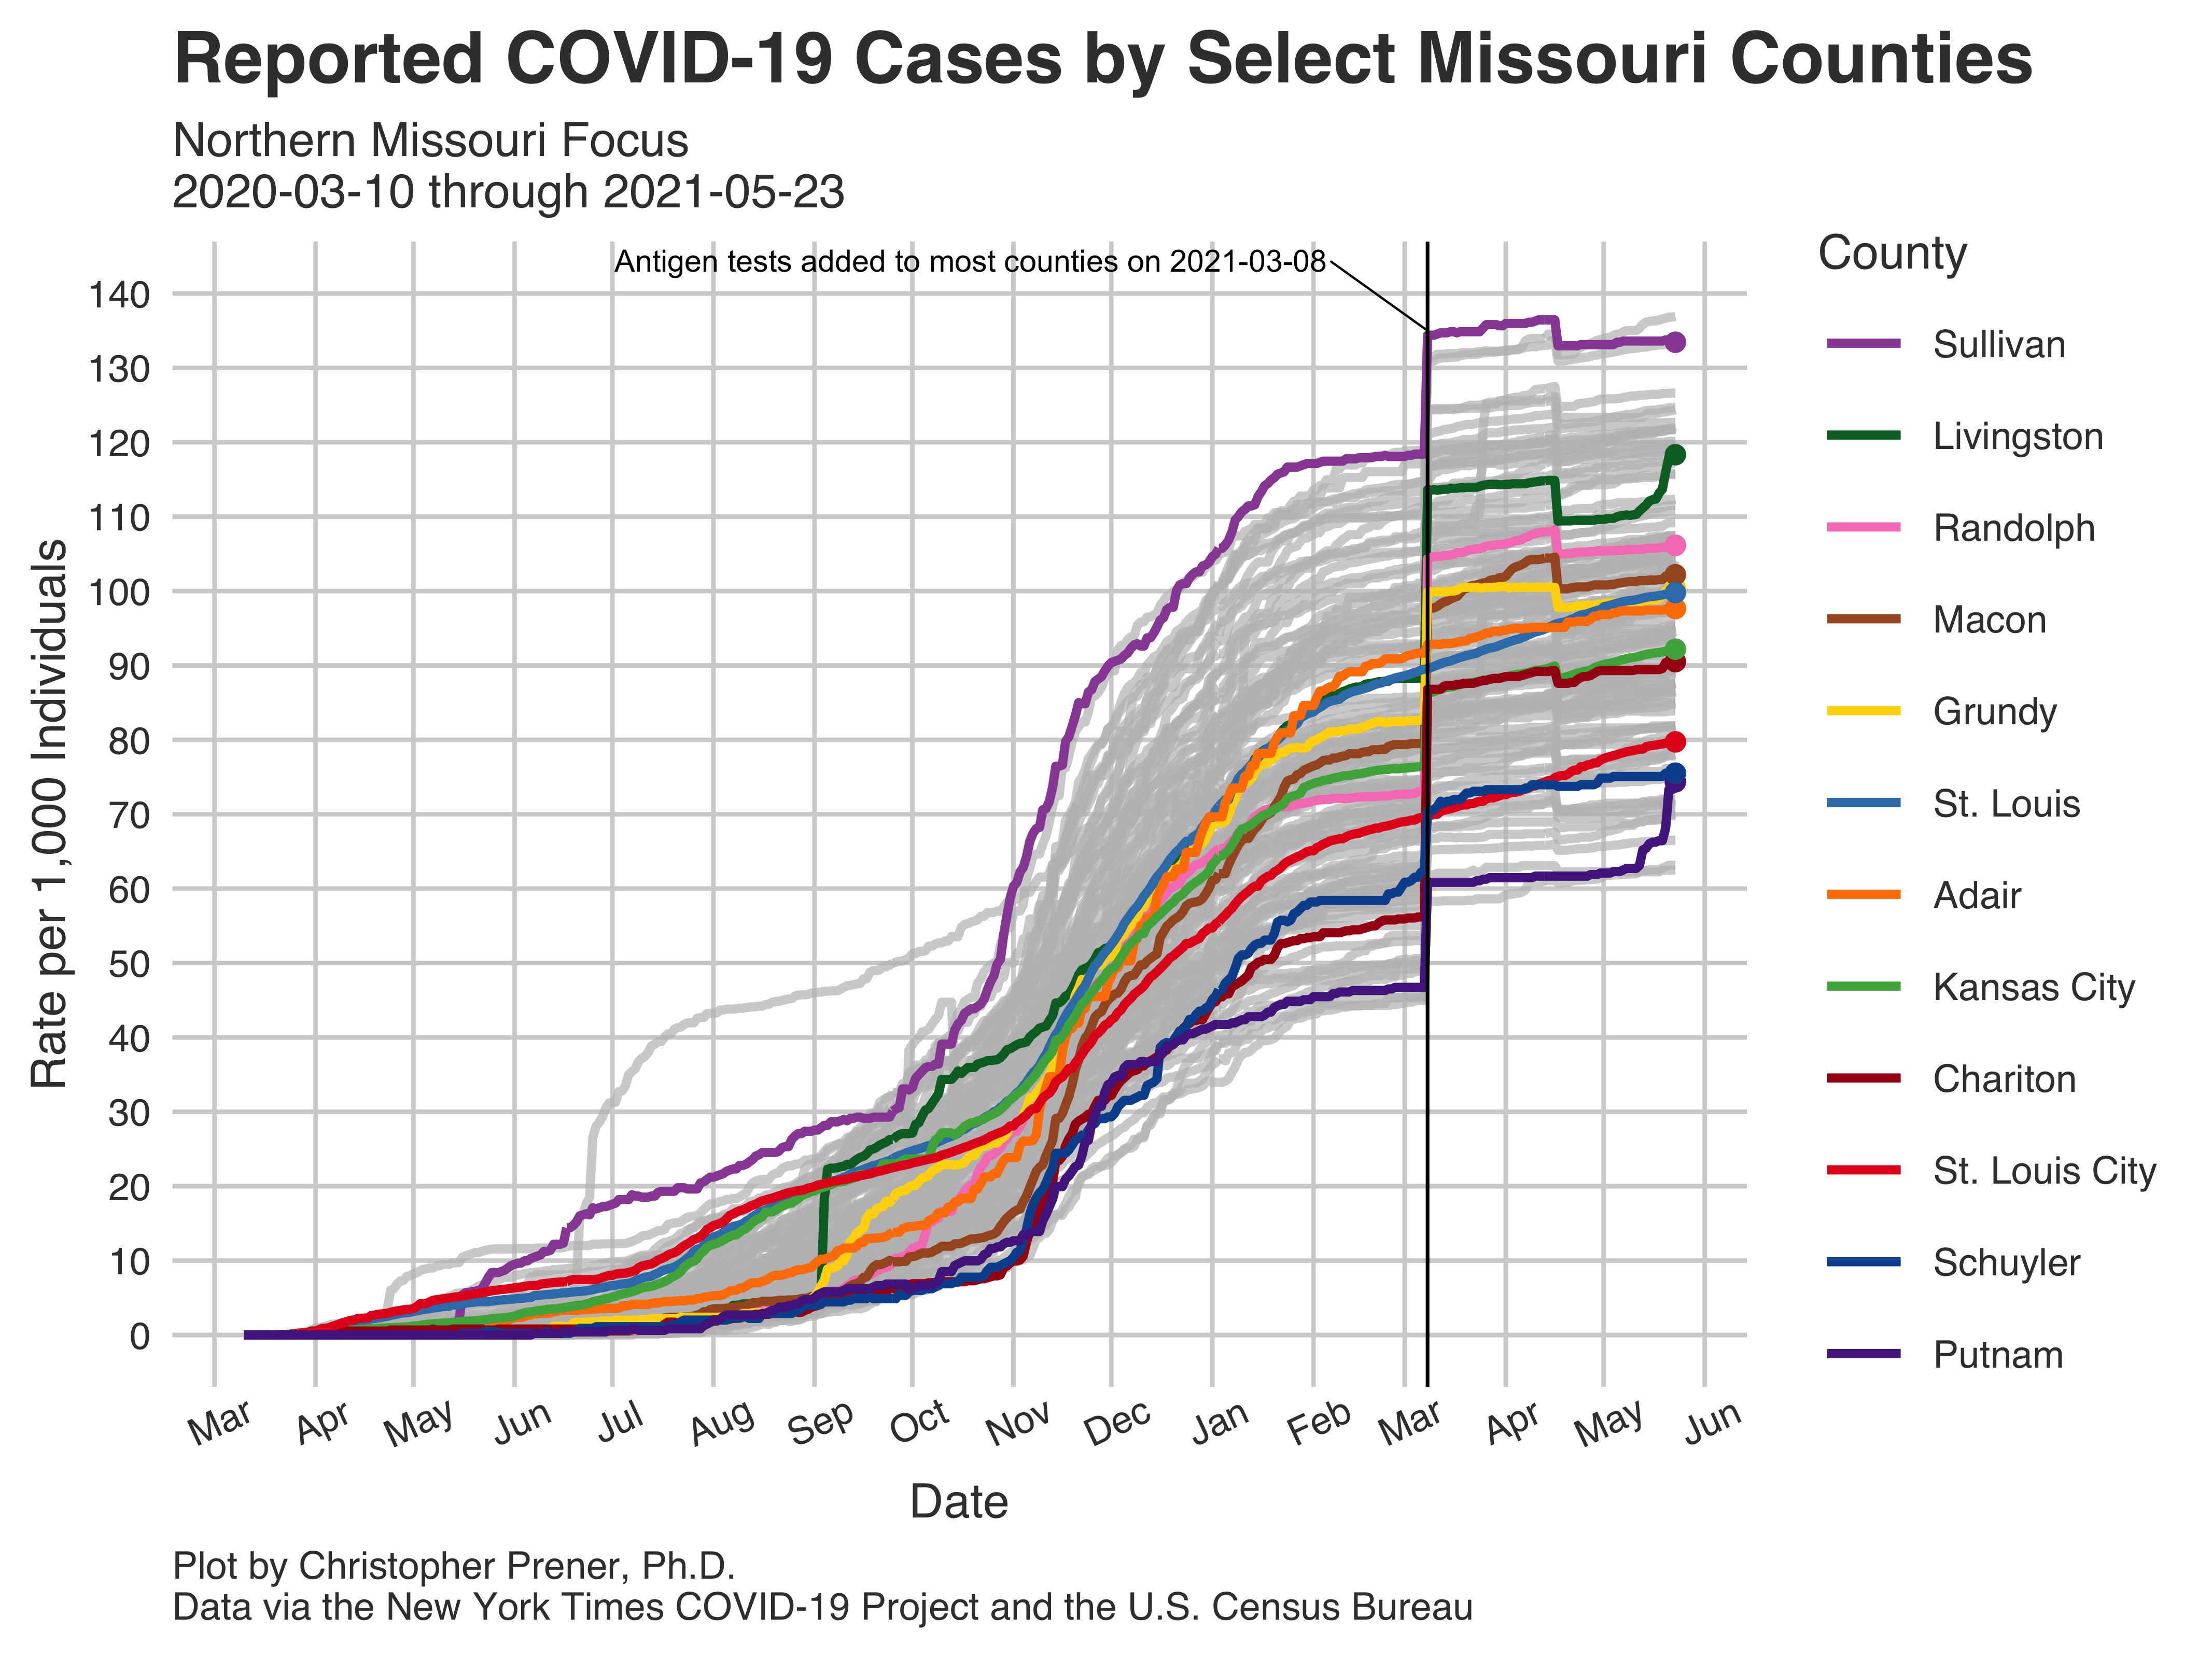 Reported COVID-19 Cases by Select Missouri Counties
Northern Missouri Focus
2020-03-10 through 2021-05-23
Antigen tests added to most counties on 2021-03-08
County
Sullivan
Livingston
Randolph
Macon
Grundy
St. Louis
Adair
Kansas City
Chariton
St. Louis City
Schuyler
Putnam
Rate per 1,000 Individuals
140
130
120
110
100
90
80
70
60
50
40
30
20
10
0
Mar Apr May Jun Jul Aug Sep Oct Nov Dec Jan Feb Mar Apr May Jun
Date
Plot by Christopher Prener, Ph.D.
Data via the New York Times COVID-19 Project and the U.S. Census Bureau